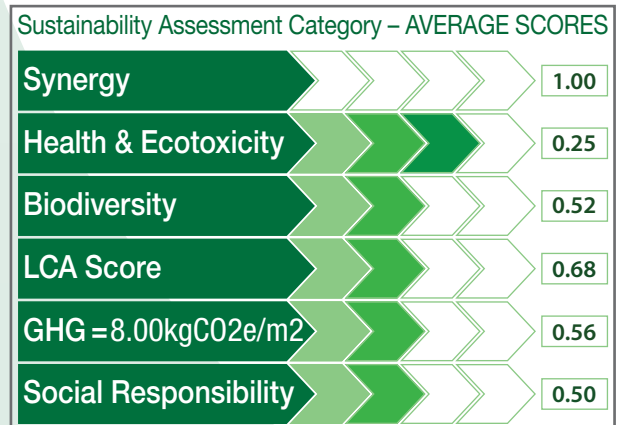 Sustainability Assessment Category – AVERAGE SCORES
Synergy 1.00
Health & Ecotoxicity 0.25
Biodiversity 0.52
LCA Score 0.68
GHG =8.00kgCO2e/m2 0.56
Social Responsibility 0.50